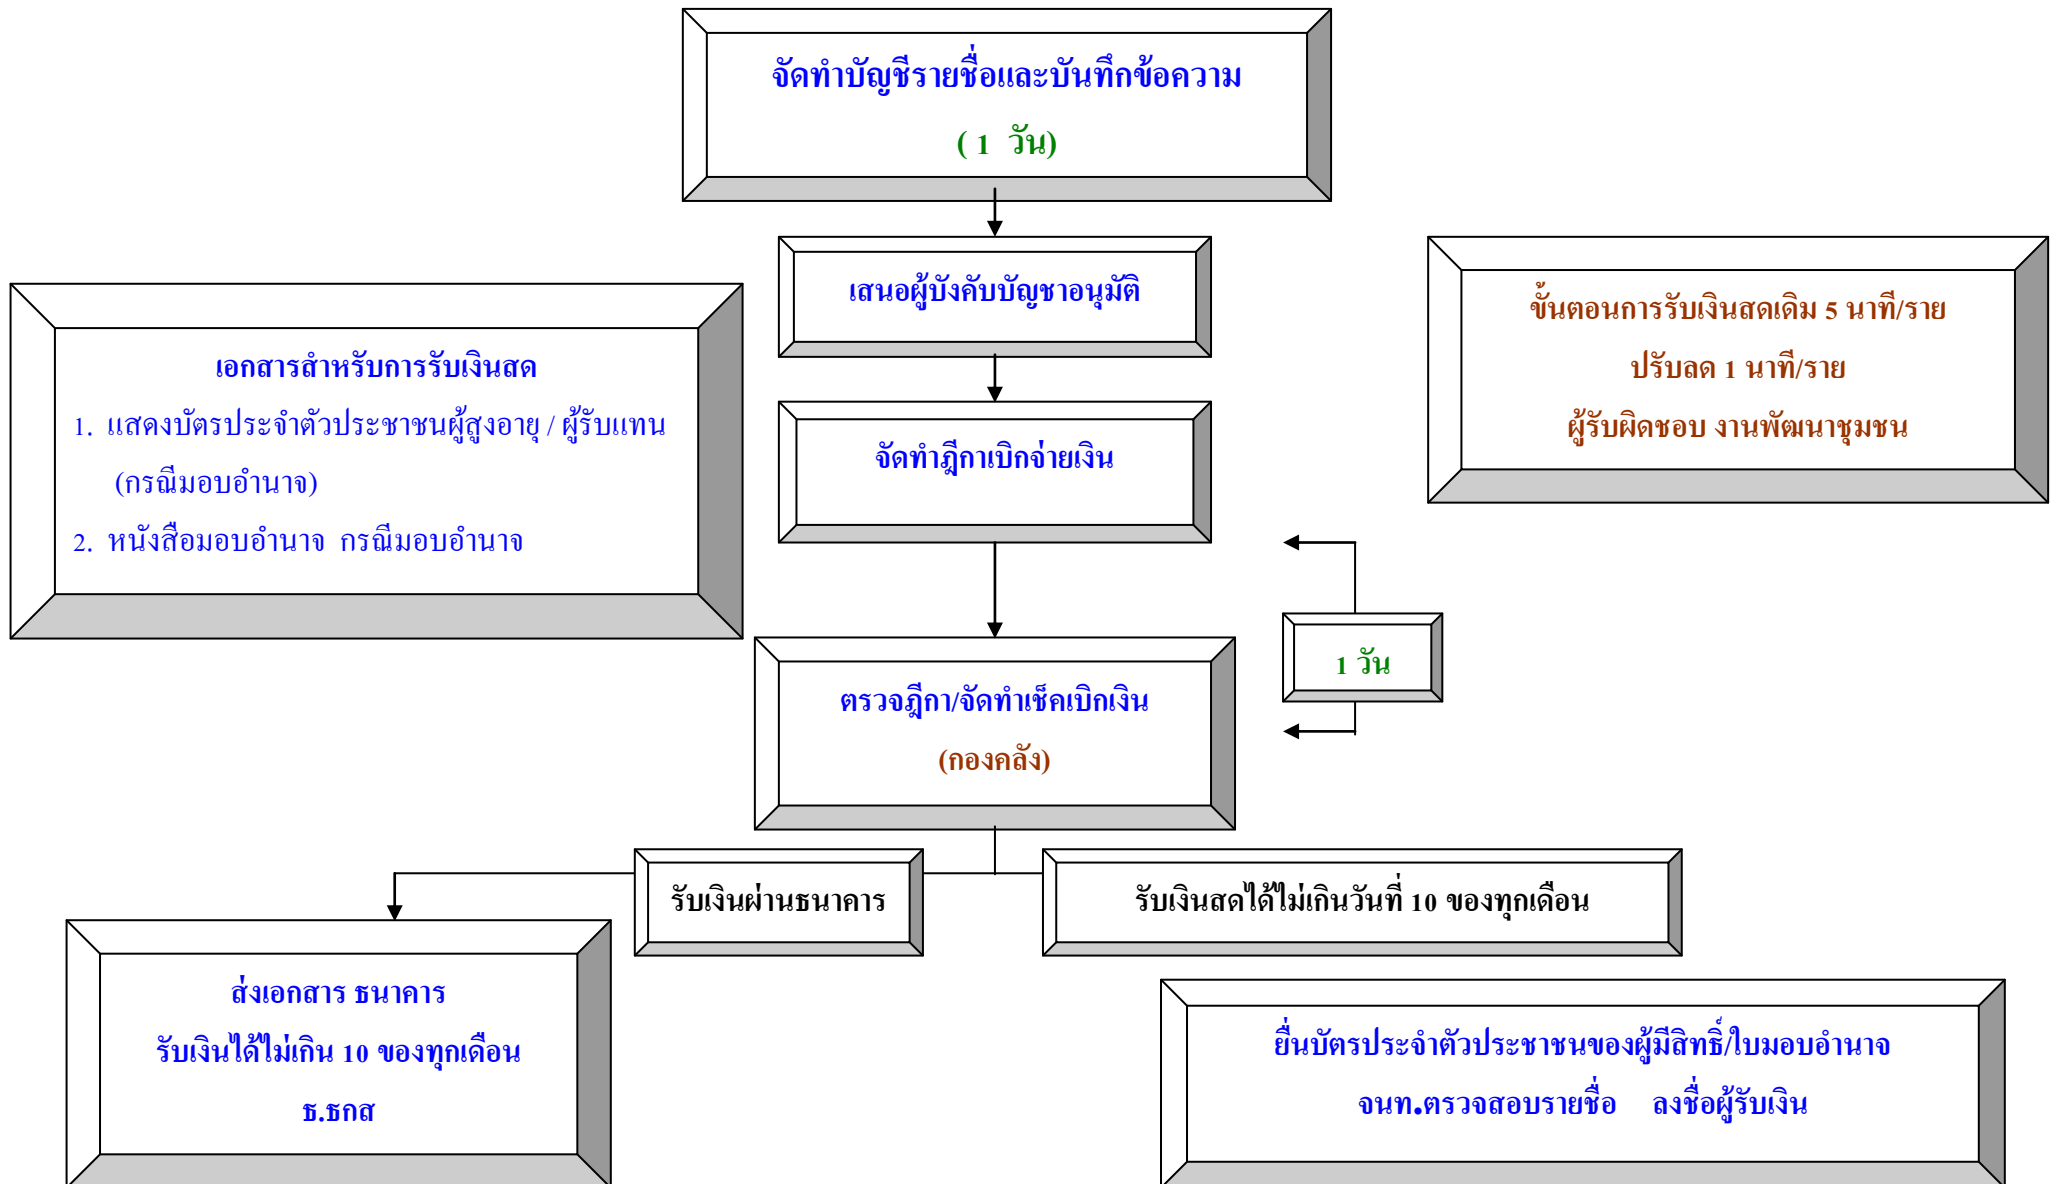 จัดทำบัญชีรายชื่อและบันทึกข้อความ
( 1 วัน)
เสนอผู้บังคับบัญชาอนุมัติ
ขั้นตอนการรับเงินสดเดิม 5 นาที/ราย
ปรับลด 1 นาที/ราย
ผู้รับผิดชอบ งานพัฒนาชุมชน
เอกสารสำหรับการรับเงินสด
1. แสดงบัตรประจำตัวประชาชนผู้สูงอายุ / ผู้รับแทน
(กรณีมอบอำนาจ)
2. หนังสือมอบอำนาจ กรณีมอบอำนาจ
จัดทำฎีกาเบิกจ่ายเงิน
1 วัน
ตรวจฎีกา/จัดทำเช็คเบิกเงิน
(กองคลัง)
รับเงินผ่านธนาคาร
รับเงินสดได้ไม่เกินวันที่ 10 ของทุกเดือน
ส่งเอกสาร ธนาคาร
รับเงินได้ไม่เกิน 10 ของทุกเดือน
ธ.ธกส
ยื่นบัตรประจำตัวประชาชนของผู้มีสิทธิ์/ใบมอบอำนาจ
จนท.ตรวจสอบรายชื่อ ลงชื่อผู้รับเงิน